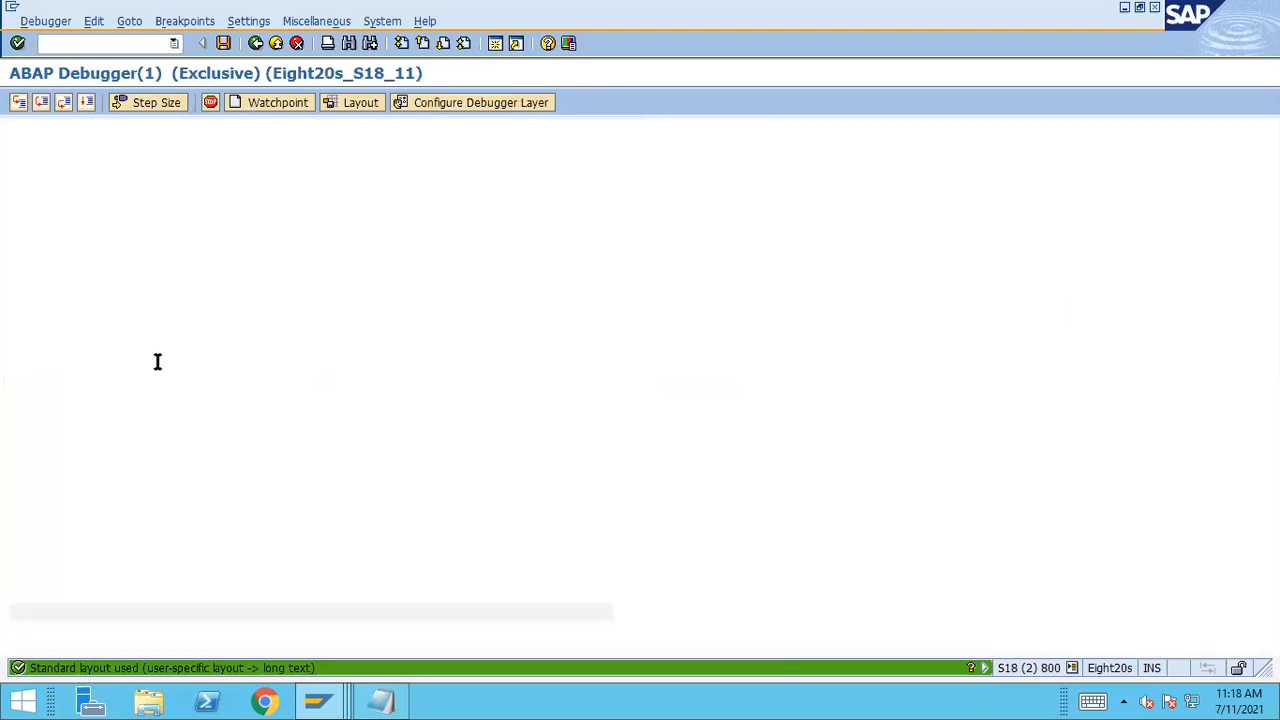 Debugger Edit Goto Breakpoints Settings Miscellaneous System Help
SAP
ABAP Debugger(1) (Exclusive) (Eight20s_S18_11)
Step Size STOP Watchpoint Layout Configure Debugger Layer
Standard layout used (user-specific layout -> long text) S18 (2) 800 Eight20s INS
11:18 AM
7/11/2021